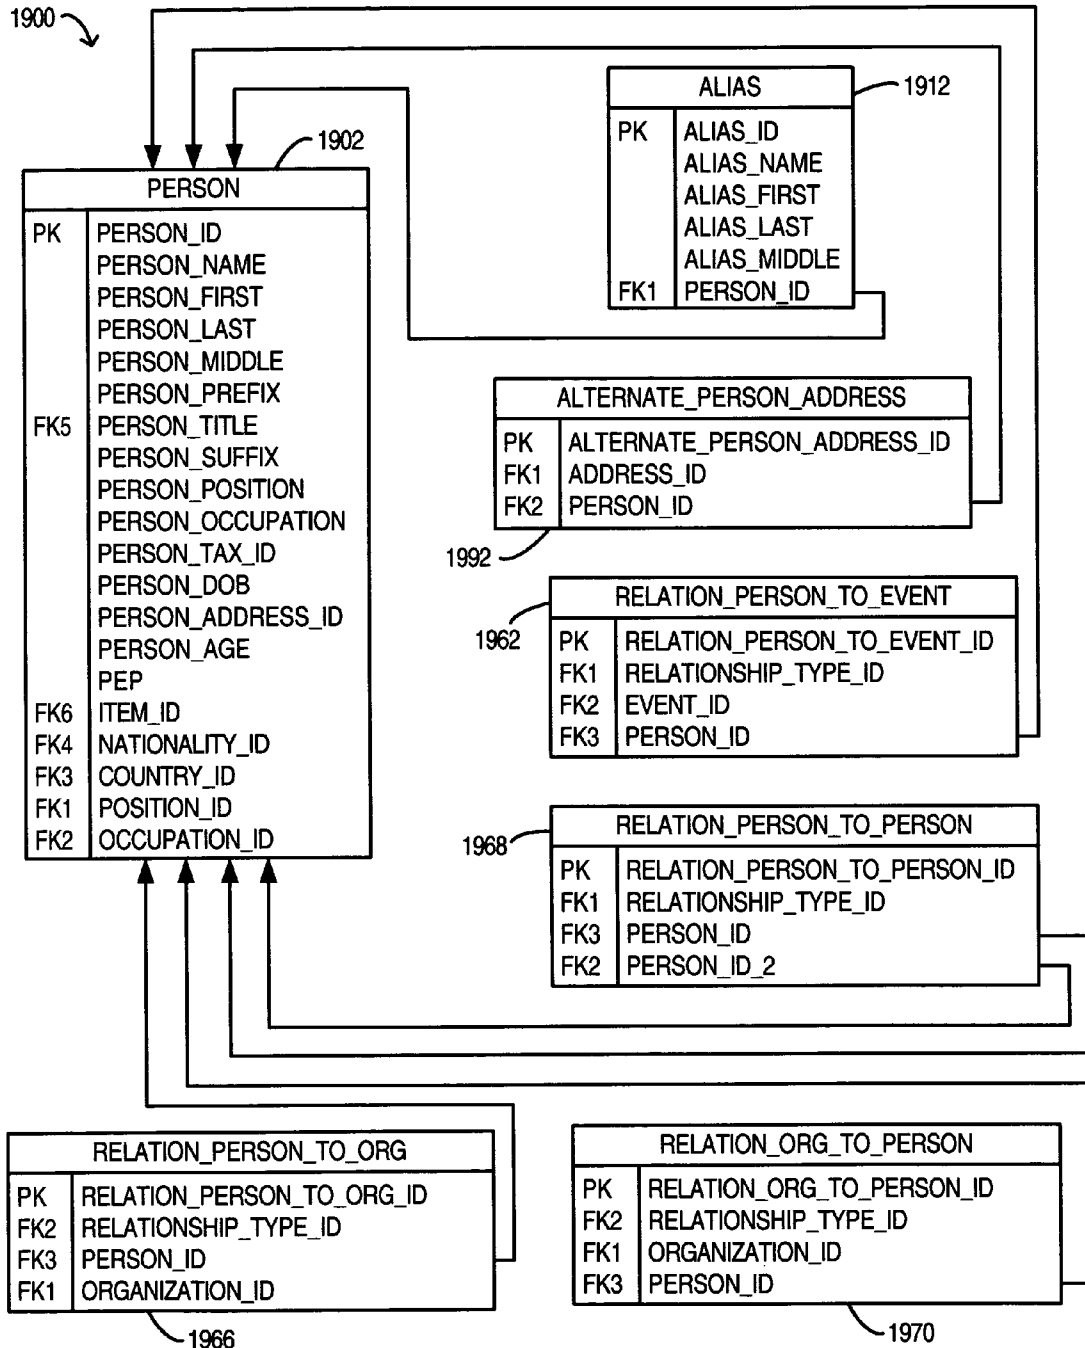 1900
ALIAS
1912
PK ALIAS_ID
ALIAS_NAME
ALIAS_FIRST
ALIAS_LAST
ALIAS_MIDDLE
FK1 PERSON_ID
1902
PERSON
PK PERSON_ID
PERSON_NAME
PERSON_FIRST
PERSON_LAST
PERSON_MIDDLE
PERSON_PREFIX
FK5 PERSON_TITLE
PERSON_SUFFIX
PERSON_POSITION
PERSON_OCCUPATION
PERSON_TAX_ID
PERSON_DOB
PERSON_ADDRESS_ID
PERSON_AGE
PEP
FK6 ITEM_ID
FK4 NATIONALITY_ID
FK3 COUNTRY_ID
FK1 POSITION_ID
FK2 OCCUPATION_ID
ALTERNATE_PERSON_ADDRESS
PK ALTERNATE_PERSON_ADDRESS_ID
FK1 ADDRESS_ID
FK2 PERSON_ID
1992
RELATION_PERSON_TO_EVENT
1962
PK RELATION_PERSON_TO_EVENT_ID
FK1 RELATIONSHIP_TYPE_ID
FK2 EVENT_ID
FK3 PERSON_ID
RELATION_PERSON_TO_PERSON
1968
PK RELATION_PERSON_TO_PERSON_ID
FK1 RELATIONSHIP_TYPE_ID
FK3 PERSON_ID
FK2 PERSON_ID_2
RELATION_PERSON_TO_ORG
PK RELATION_PERSON_TO_ORG_ID
FK2 RELATIONSHIP_TYPE_ID
FK3 PERSON_ID
FK1 ORGANIZATION_ID
1966
RELATION_ORG_TO_PERSON
PK RELATION_ORG_TO_PERSON_ID
FK2 RELATIONSHIP_TYPE_ID
FK1 ORGANIZATION_ID
FK3 PERSON_ID
1970